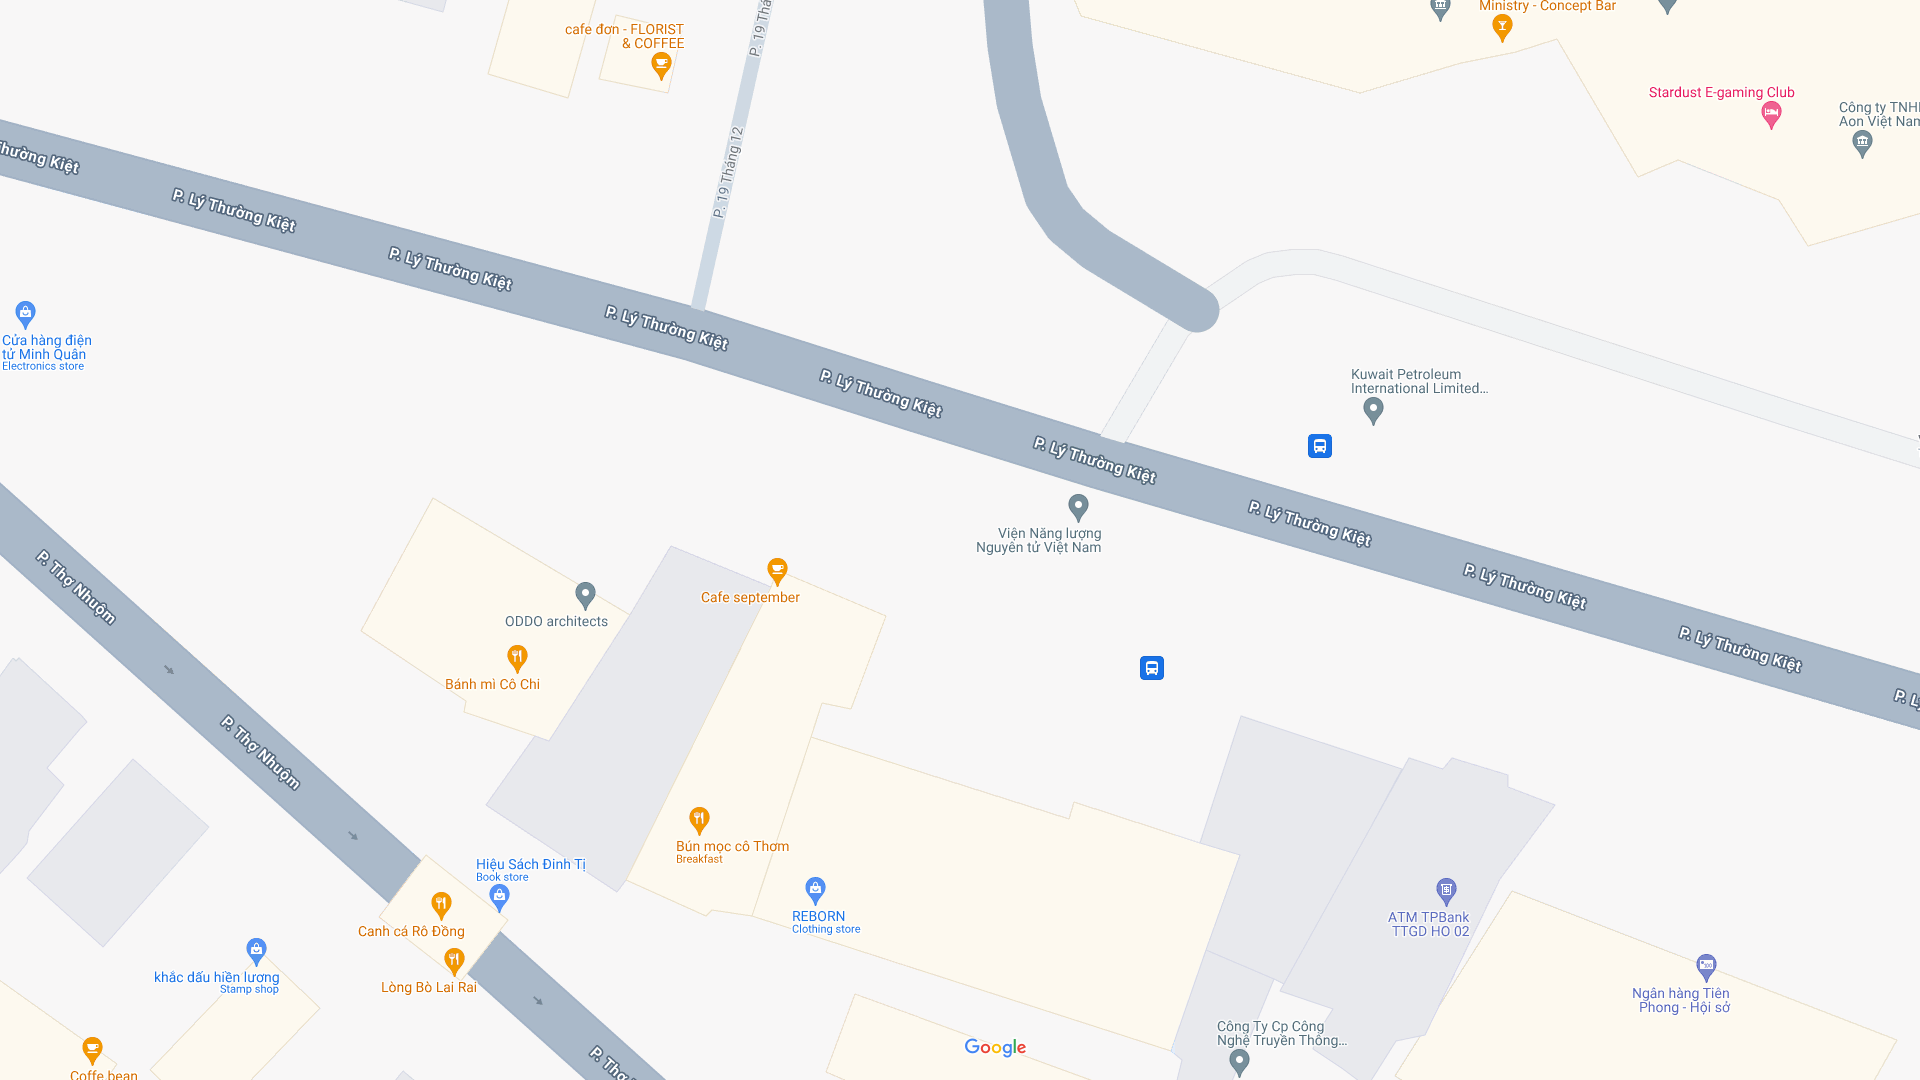 Ministry - Concept Bar
cafe đơn - FLORIST
& COFFEE
P. 19 Thá
Stardust E-gaming Club
Công ty TNHH
Aon Việt Nam
Thường Kiệt
P. 19 Tháng 12
P. Lý Thường Kiệt
P. Lý Thường Kiệt
P. Lý Thường Kiệt
Cửa hàng điện
tử Minh Quân
Electronics store
P. Lý Thường Kiệt
Kuwait Petroleum
International Limited...
P. Lý Thường Kiệt
P. Lý Thường Kiệt
Viện Năng lượng
Nguyên tử Việt Nam
P. Thợ Nhuộm
P. Lý Thường Kiệt
Cafe september
ODDO architects
P. Lý Thường Kiệt
Bánh mì Cô Chi
P. Lý
P. Thợ Nhuộm
Bún mọc cô Thơm
Breakfast
Hiệu Sách Đinh Tị
Book store
REBORN
Clothing store
ATM TPBank
TTGD HO 02
Canh cá Rô Đồng
khắc dấu hiền lương
Stamp shop
Lòng Bò Lai Rai
Ngân hàng Tiên
Phong - Hội sở
Công Ty Cp Công
Nghệ Truyền Thông...
Google
P. Thợ
Coffe bean